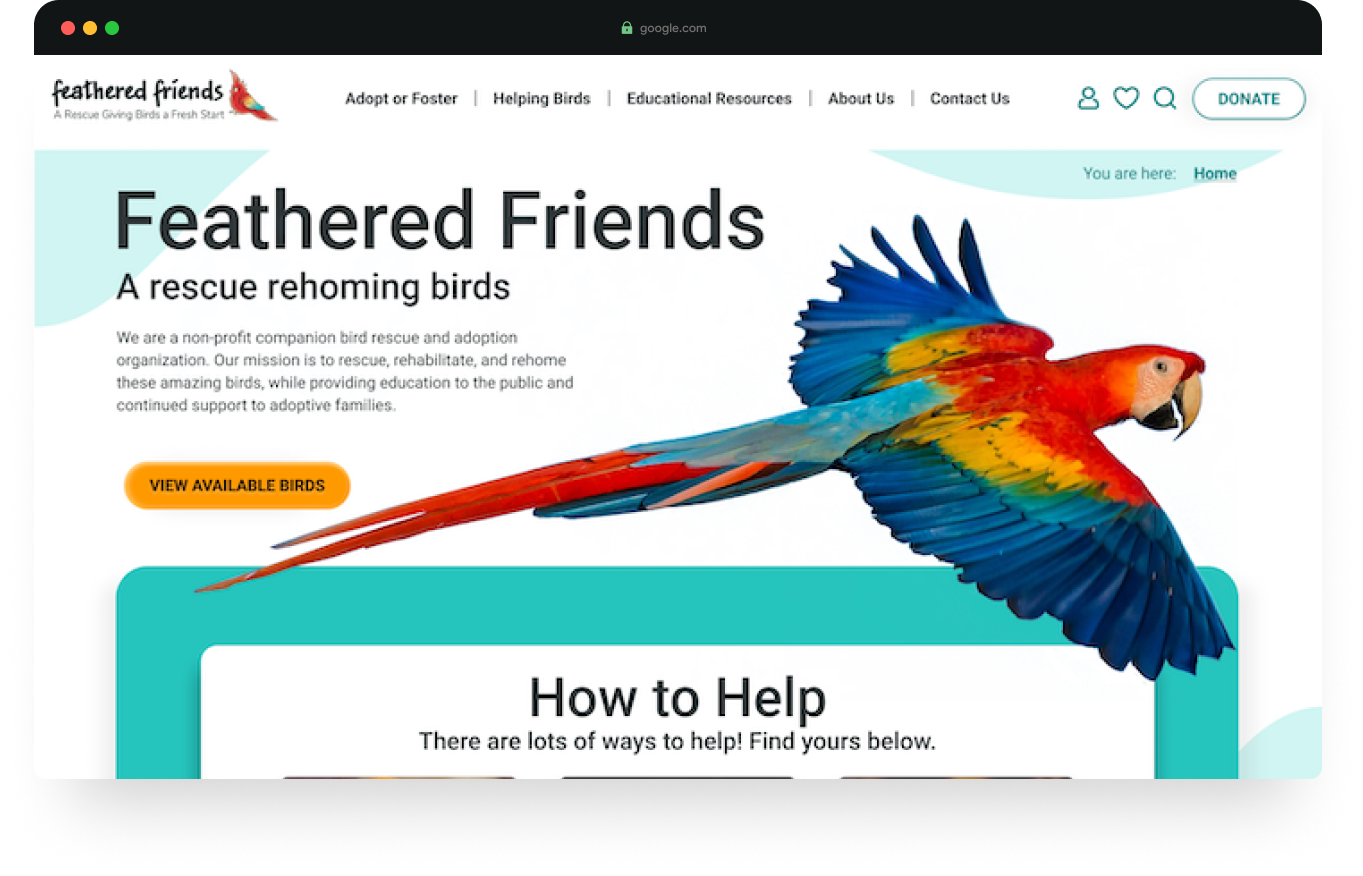 google.com
feathered friends
A Rescue Giving Birds a Fresh Start
Adopt or Foster | Helping Birds | Educational Resources | About Us | Contact Us
DONATE
You are here: Home
Feathered Friends
A rescue rehoming birds
We are a non-profit companion bird rescue and adoption
organization. Our mission is to rescue, rehabilitate, and rehome
these amazing birds, while providing education to the public and
continued support to adoptive families.
VIEW AVAILABLE BIRDS
How to Help
There are lots of ways to help! Find yours below.